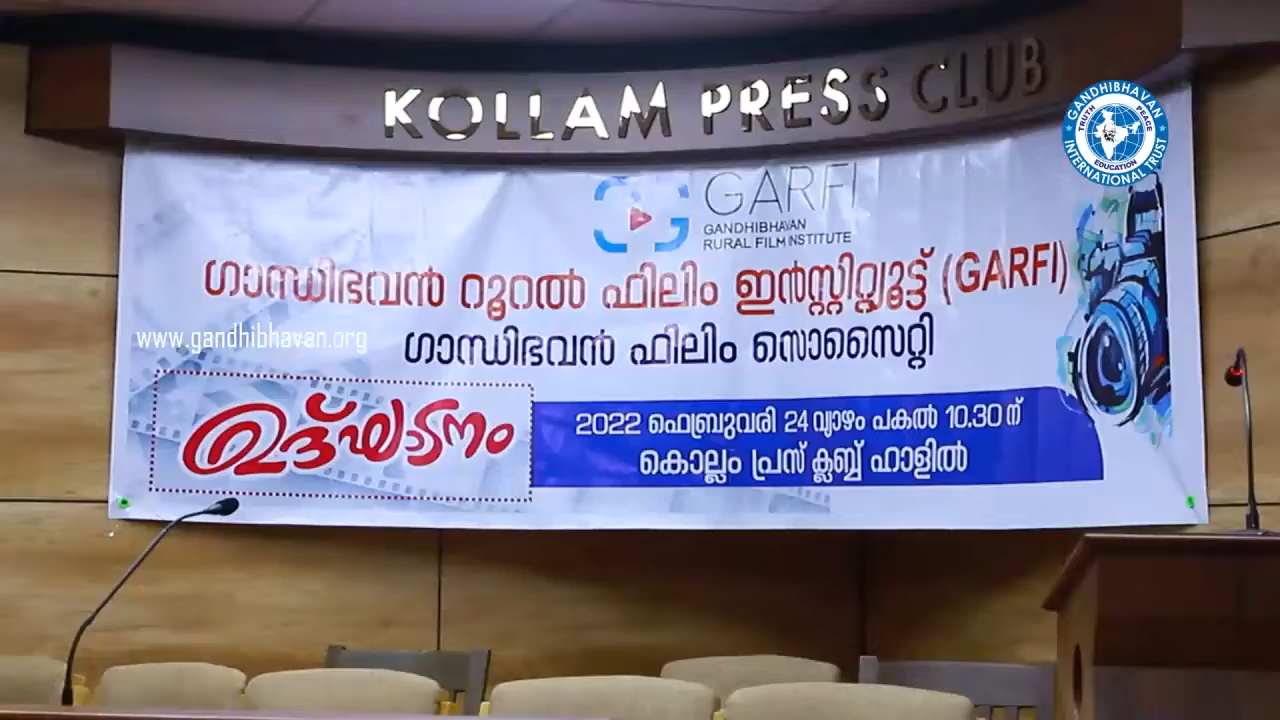 KOLLAM PRESS CLUB
GANDHIBHAVAN
TRUTH PEACE
EDUCATION
INTERNATIONAL TRUST
GARFI
GANDHIBHAVAN
RURAL FILM INSTITUTE
ഗാന്ധിഭവൻ റൂറൽ ഫിലിം ഇൻസ്റ്റിറ്റ്യൂട്ട് (GARFI)
www.gandhibhavan.org
ഗാന്ധിഭവൻ ഫിലിം സൊസൈറ്റി
ഉദ്ഘാടനം
2022 ഫെബ്രുവരി 24 വ്യാഴം പകൽ 10.30 ന്
കൊല്ലം പ്രസ് ക്ലബ്ബ് ഹാളിൽ